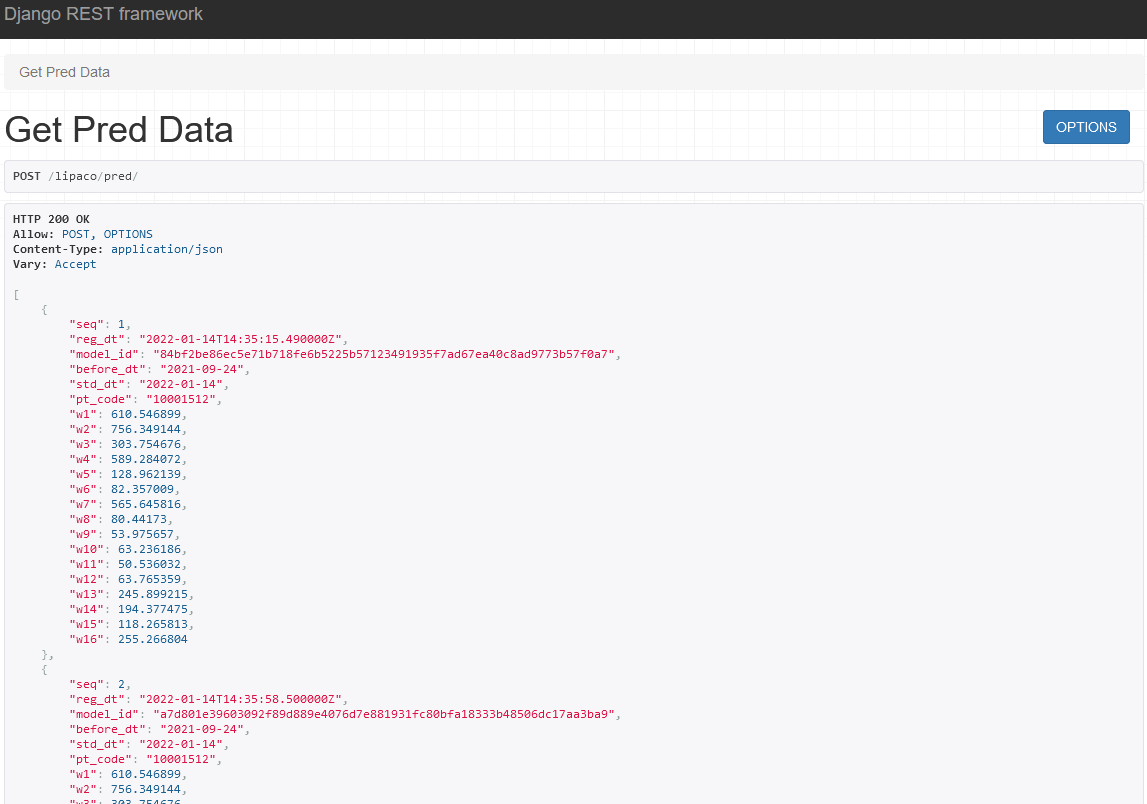 Django REST framework
Get Pred Data
Get Pred Data
OPTIONS
POST /lipaco/pred/
HTTP 200 OK
Allow: POST, OPTIONS
Content-Type: application/json
Vary: Accept
[
{
"seq": 1,
"reg_dt": "2022-01-14T14:35:15.490000Z",
"model_id": "84bf2be86ec5e71b718fe6b5225b57123491935f7ad67ea40c8ad9773b57f0a7",
"before_dt": "2021-09-24",
"std_dt": "2022-01-14",
"pt_code": "10001512",
"w1": 610.546899,
"w2": 756.349144,
"w3": 303.754676,
"w4": 589.284072,
"w5": 128.962139,
"w6": 82.357009,
"w7": 565.645816,
"w8": 80.44173,
"w9": 53.975657,
"w10": 63.236186,
"w11": 50.536032,
"w12": 63.765359,
"w13": 245.899215,
"w14": 194.377475,
"w15": 118.265813,
"w16": 255.266804
},
{
"seq": 2,
"reg_dt": "2022-01-14T14:35:58.500000Z",
"model_id": "a7d801e39603092f89d889e4076d7e881931fc80bfa18333b48506dc17aa3ba9",
"before_dt": "2021-09-24",
"std_dt": "2022-01-14",
"pt_code": "10001512",
"w1": 610.546899,
"w2": 756.349144,
"w3": 303.754676,